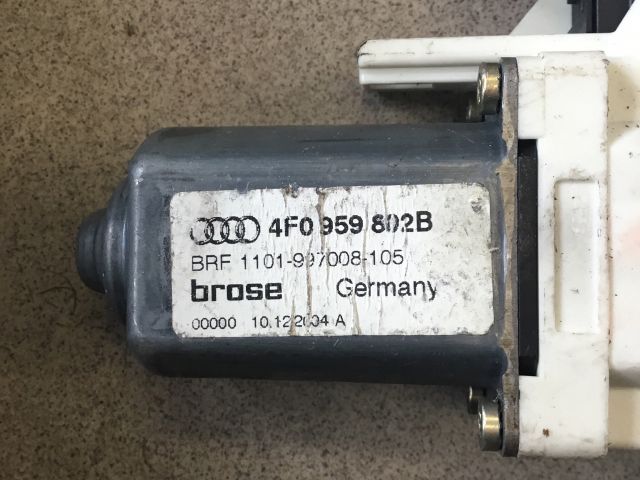 4F0 959 802B
BRF 1101-997008-105
brose Germany
00000 10.12.2004 A